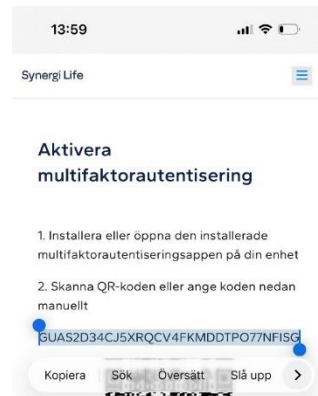 13:59
Synergi Life
Aktivera
multifaktorautentisering
1. Installera eller öppna den installerade
multifaktorautentiseringsappen på din enhet
2. Skanna QR-koden eller ange koden nedan
manuellt
GUAS2D34CJ5XRQCV4FKMDDTPO77NFISG
Kopiera Sök Översätt Slå upp >